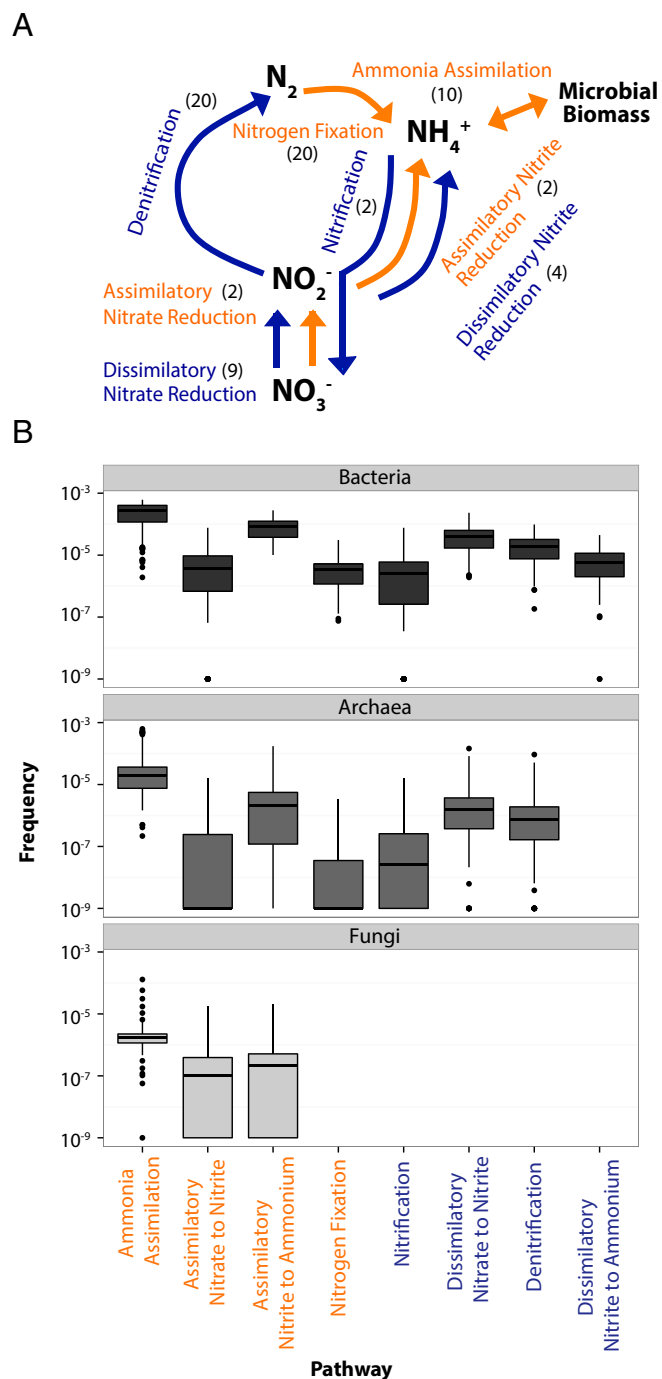 A
N2
Ammonia Assimilation
(10)
Microbial
Biomass
(20)
Denitrification
Nitrogen Fixation
(20)
NH4+
Nitrification
(2)
Assimilatory Nitrite
Reduction (2)
Dissimilatory Nitrite
Reduction (4)
NO2-
Assimilatory (2)
Nitrate Reduction
Dissimilatory (9)
Nitrate Reduction
NO3-
B
Bacteria
10-3
10-5
10-7
10-9
Archaea
10-3
10-5
10-7
10-9
Frequency
Fungi
10-3
10-5
10-7
10-9
Ammonia
Assimilation
Assimilatory
Nitrate to Nitrite
Assimilatory
Nitrite to Ammonium
Nitrogen Fixation
Nitrification
Dissimilatory
Nitrate to Nitrite
Denitrification
Dissimilatory
Nitrite to Ammonium
Pathway